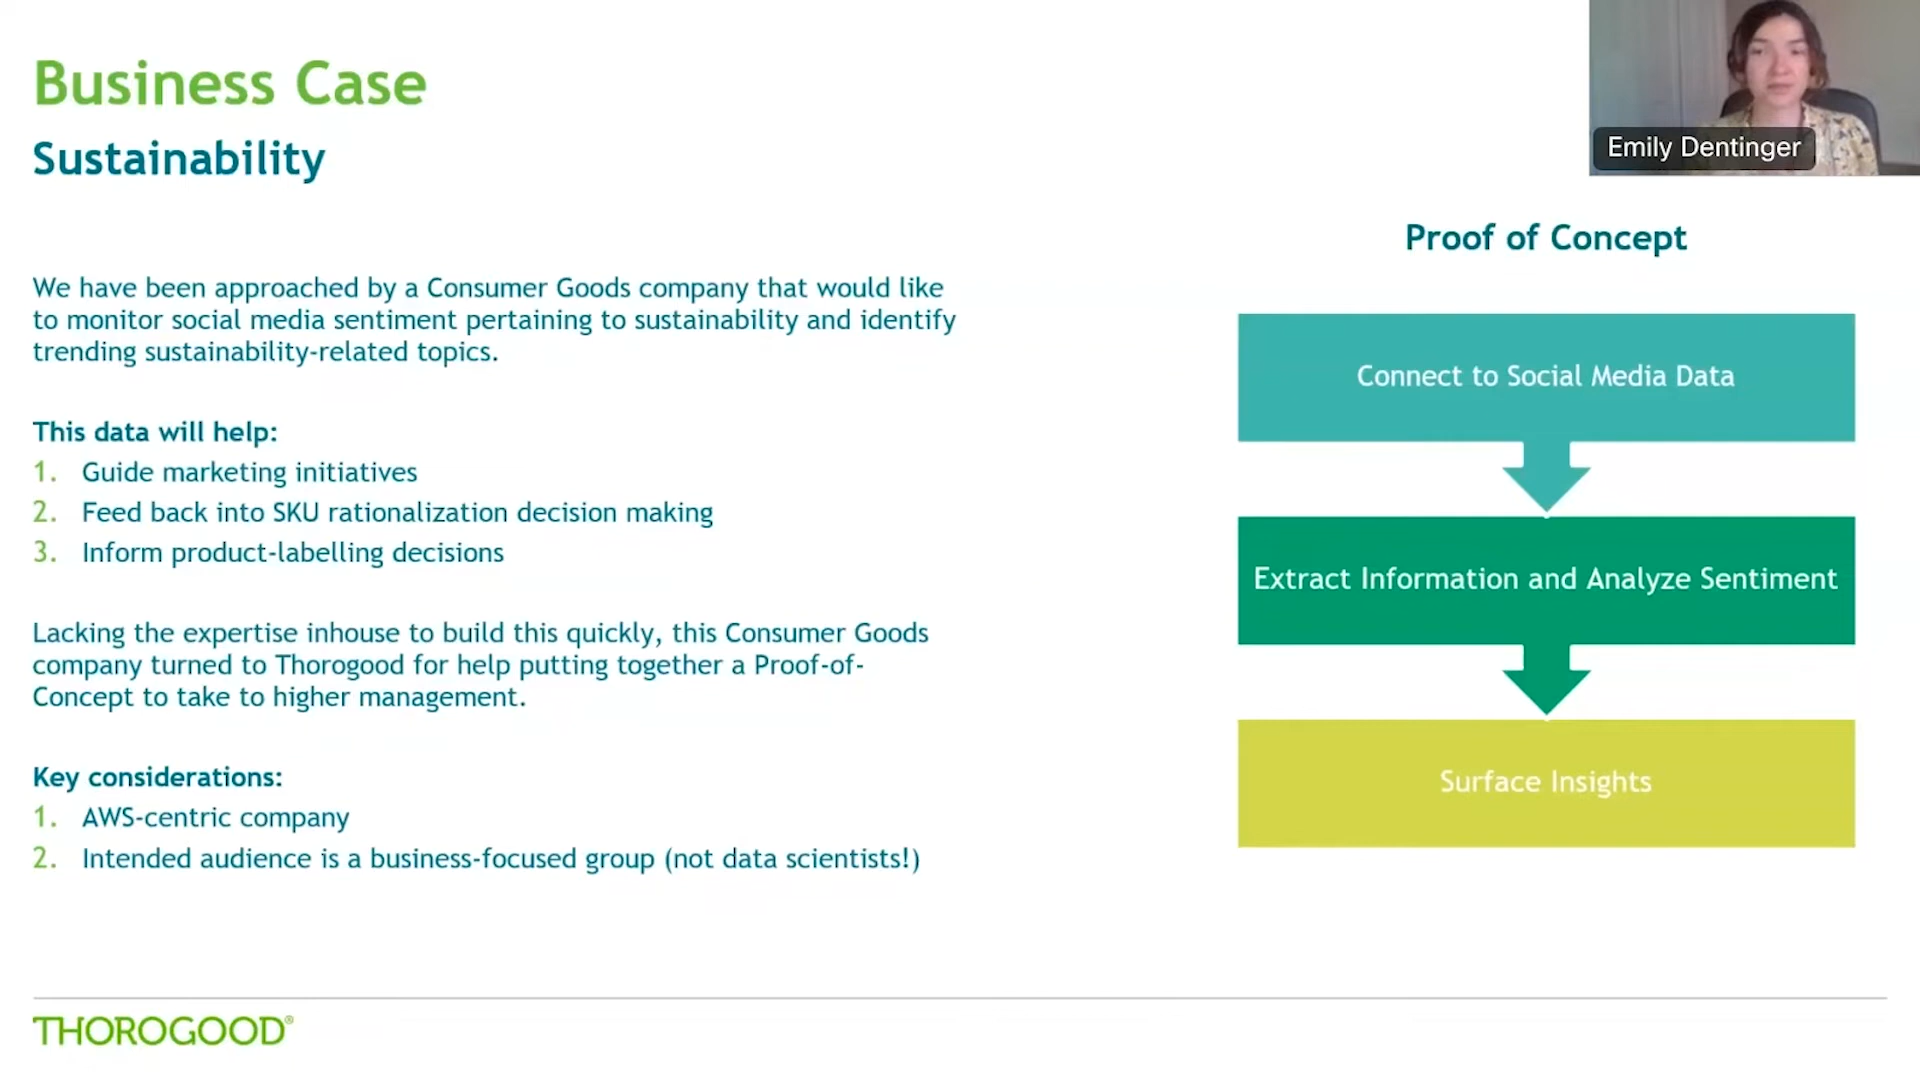 Business Case
Sustainability
Emily Dentinger
We have been approached by a Consumer Goods company that would like
to monitor social media sentiment pertaining to sustainability and identify
trending sustainability-related topics.
This data will help:
1. Guide marketing initiatives
2. Feed back into SKU rationalization decision making
3. Inform product-labelling decisions
Lacking the expertise inhouse to build this quickly, this Consumer Goods
company turned to Thorogood for help putting together a Proof-of-
Concept to take to higher management.
Key considerations:
1. AWS-centric company
2. Intended audience is a business-focused group (not data scientists!)
Proof of Concept
Connect to Social Media Data
Extract Information and Analyze Sentiment
Surface Insights
THOROGOOD®